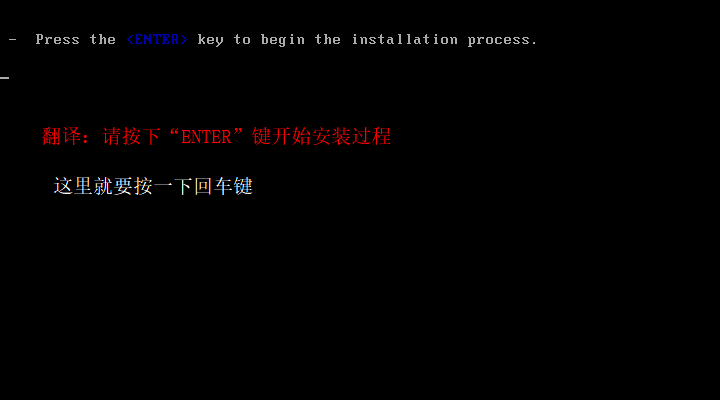 - Press the <ENTER> key to begin the installation process.
翻译：请按下“ENTER”键开始安装过程
这里就要按一下回车键